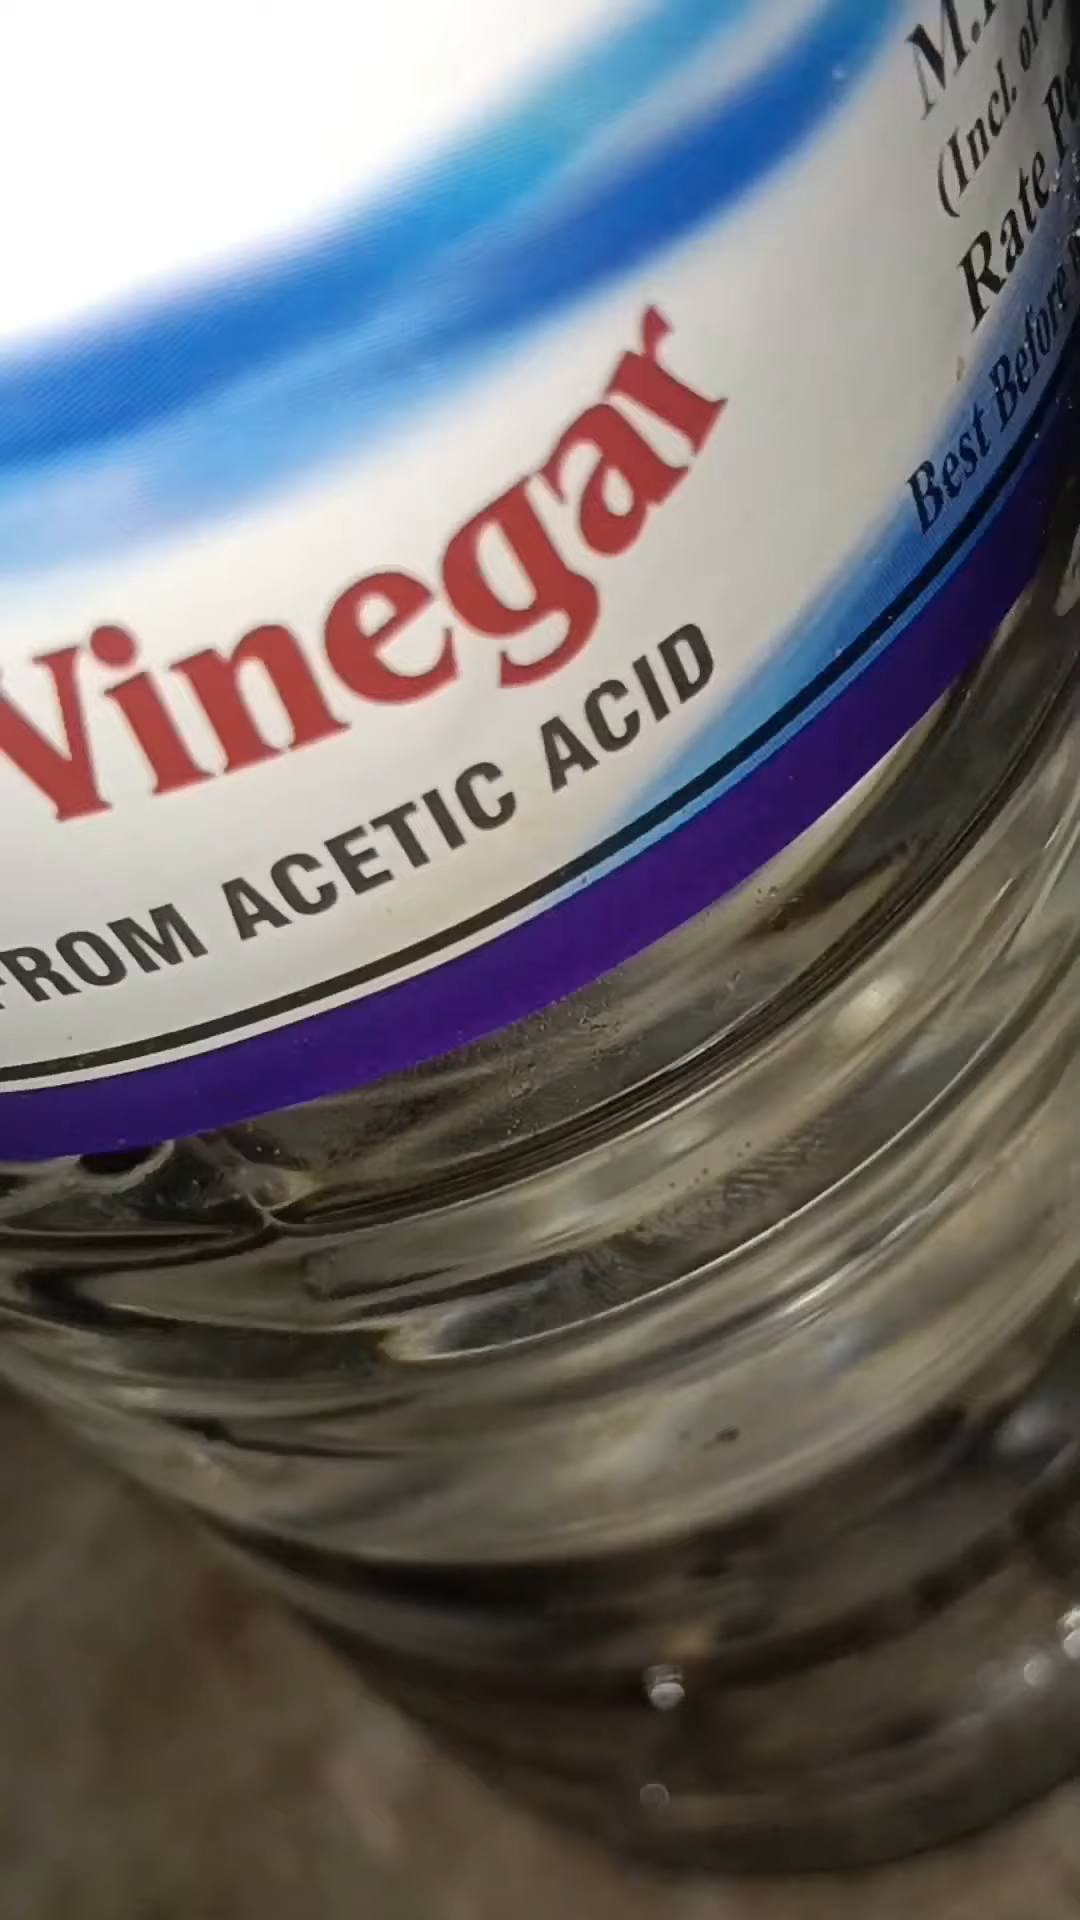 Vinegar
FROM ACETIC ACID
(Incl. of
Rate
Best Before